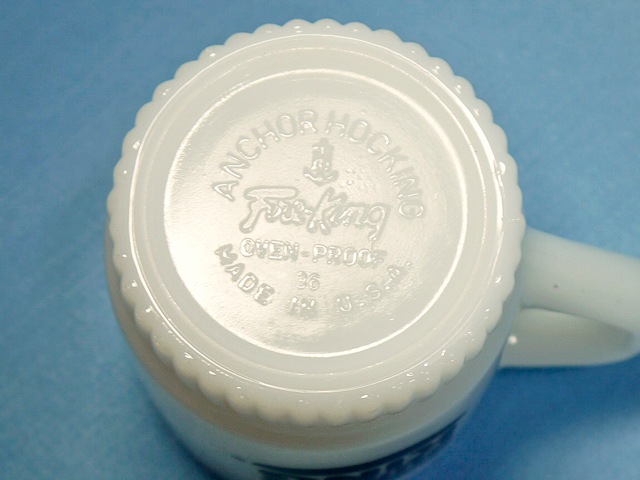 ANCHOR HOCKING
Fire-King
OVEN-PROOF
36
MADE IN U.S.A.